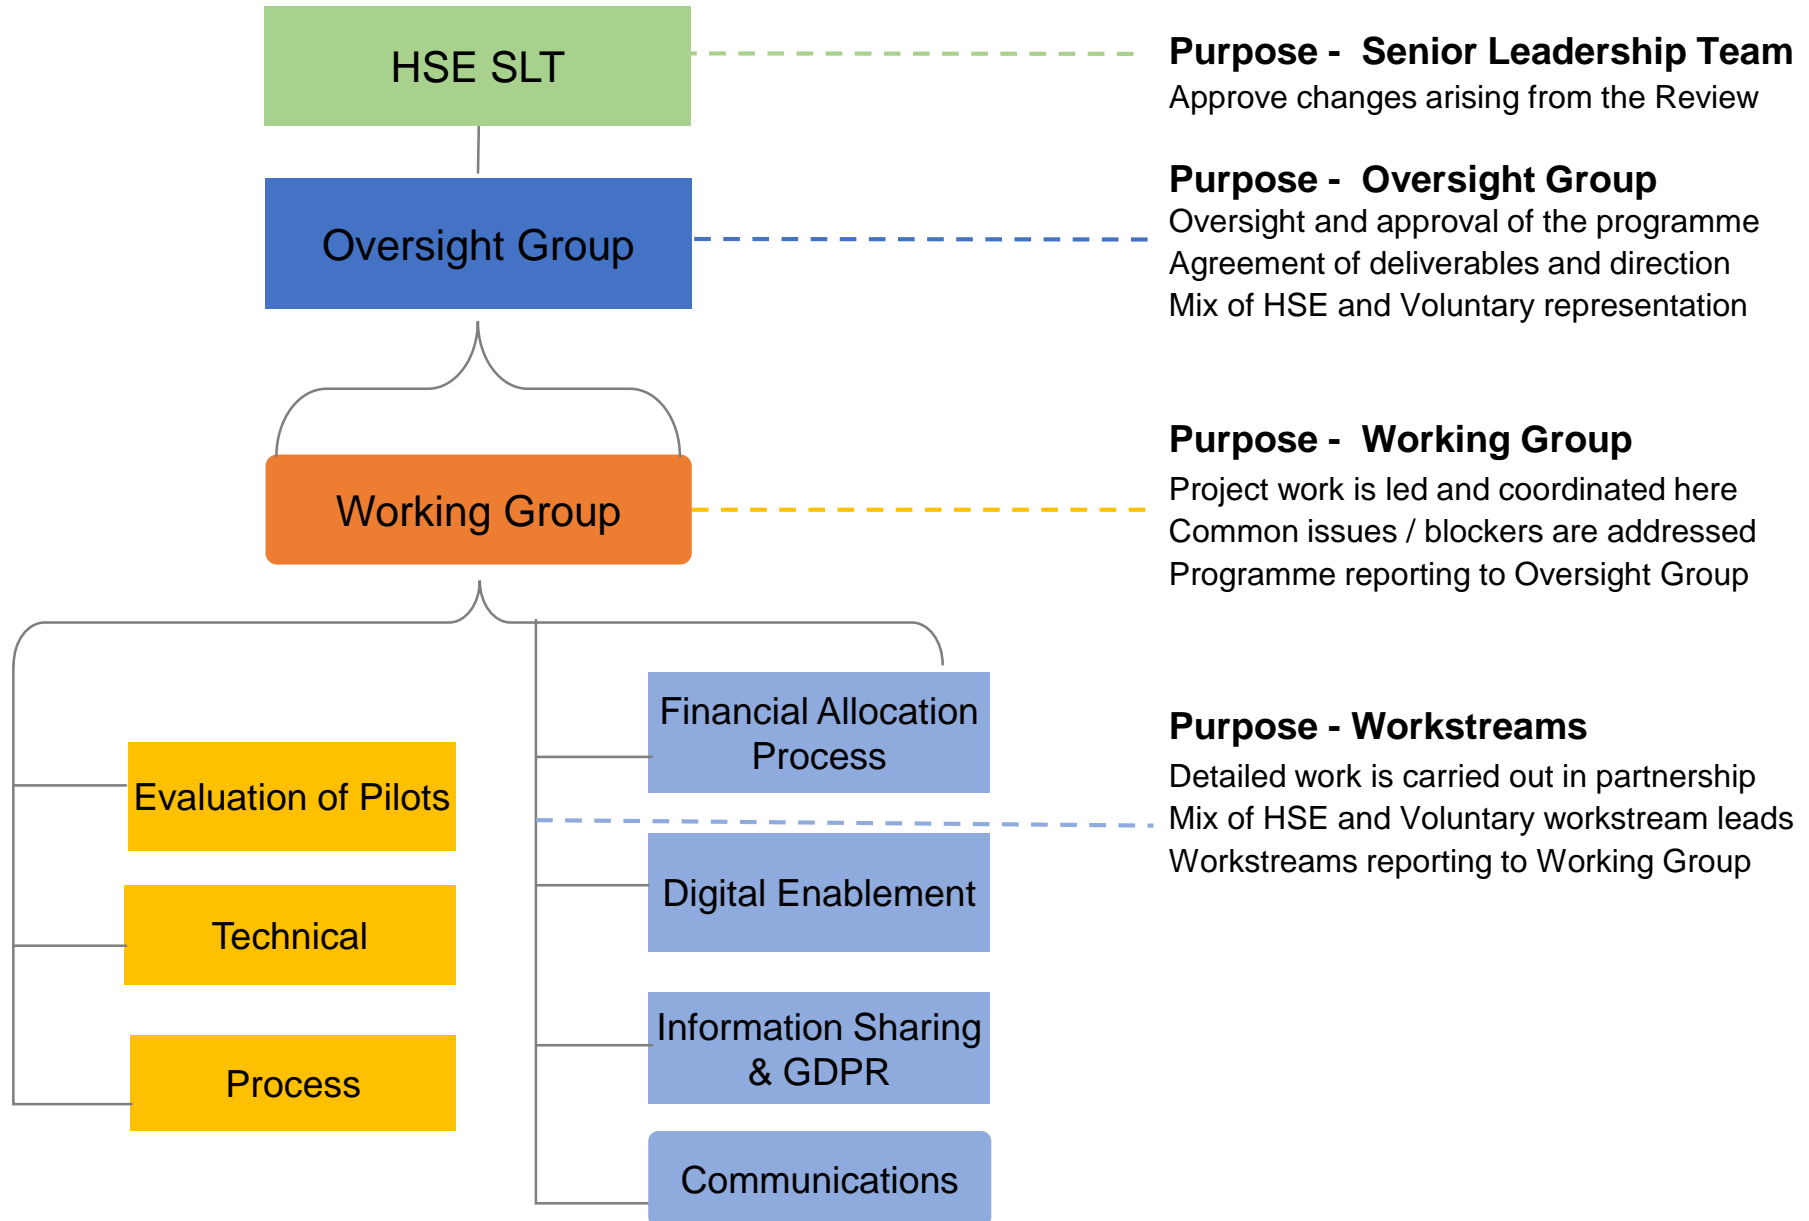 HSE SLT
Purpose - Senior Leadership Team
Approve changes arising from the Review
Oversight Group
Purpose - Oversight Group
Oversight and approval of the programme
Agreement of deliverables and direction
Mix of HSE and Voluntary representation
Working Group
Purpose - Working Group
Project work is led and coordinated here
Common issues / blockers are addressed
Programme reporting to Oversight Group
Evaluation of Pilots
Technical
Process
Financial Allocation
Process
Digital Enablement
Information Sharing
& GDPR
Communications
Purpose - Workstreams
Detailed work is carried out in partnership
Mix of HSE and Voluntary workstream leads
Workstreams reporting to Working Group